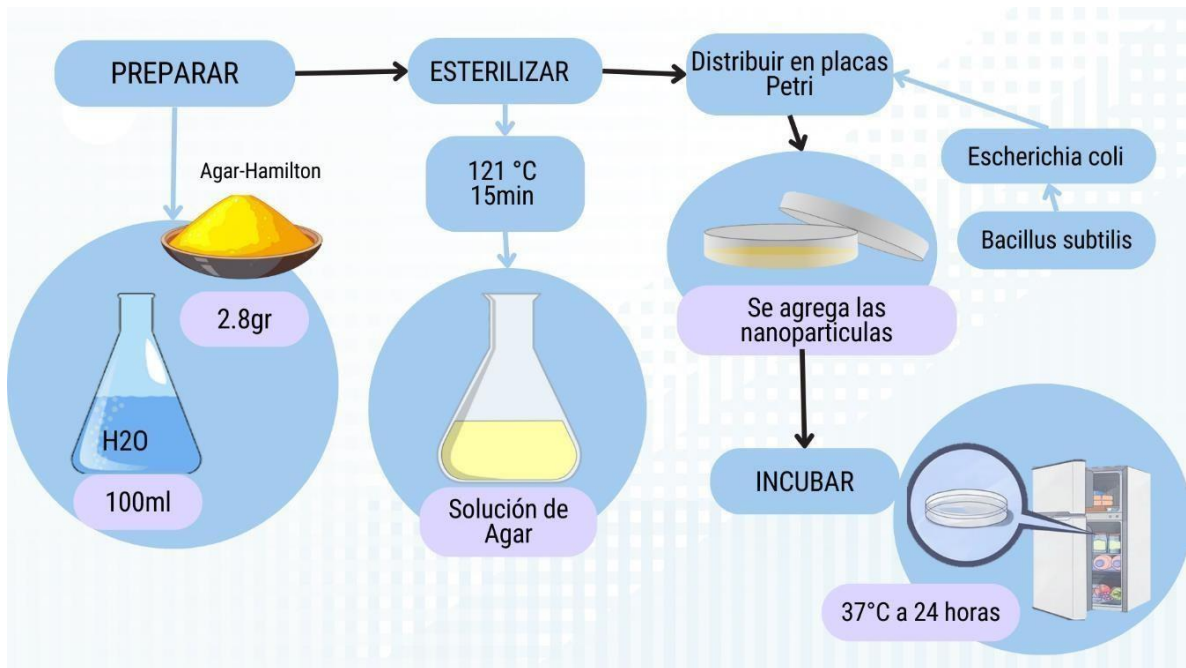 PREPARAR
ESTERILIZAR
Distribuir en placas
Petri
Agar-Hamilton
2.8gr
H2O
100ml
121 °C
15min
Solución de
Agar
Escherichia coli
Bacillus subtilis
Se agrega las
nanoparticulas
INCUBAR
37°C a 24 horas